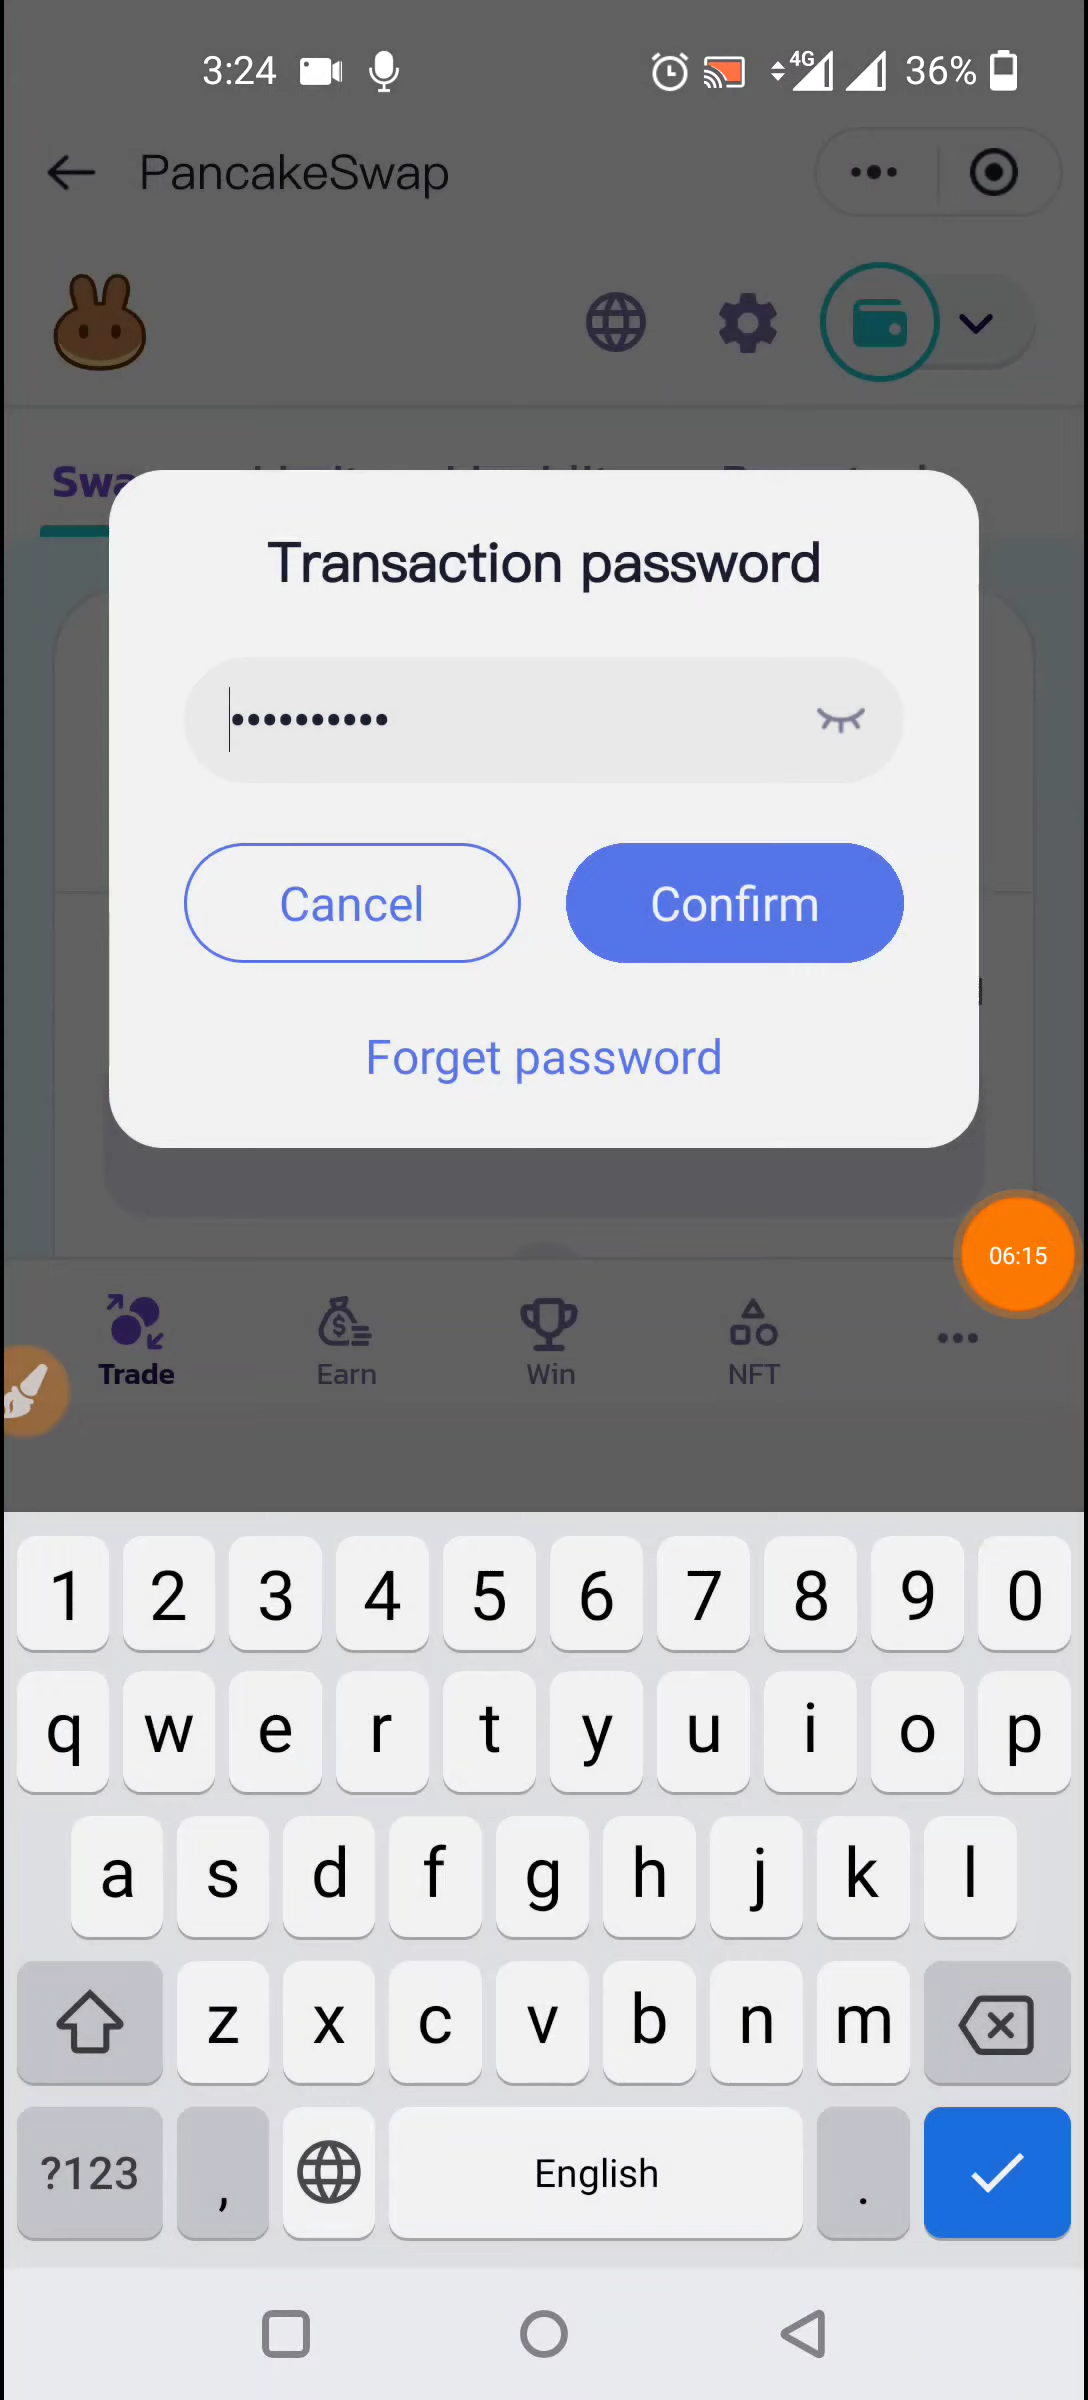 3:24
4G
36%
PancakeSwap
Swa
Transaction password
••••••••••
Cancel
Confirm
Forget password
06:15
Trade
Earn
Win
NFT
1 2 3 4 5 6 7 8 9 0
q w e r t y u i o p
a s d f g h j k l
z x c v b n m
?123
,
English
.